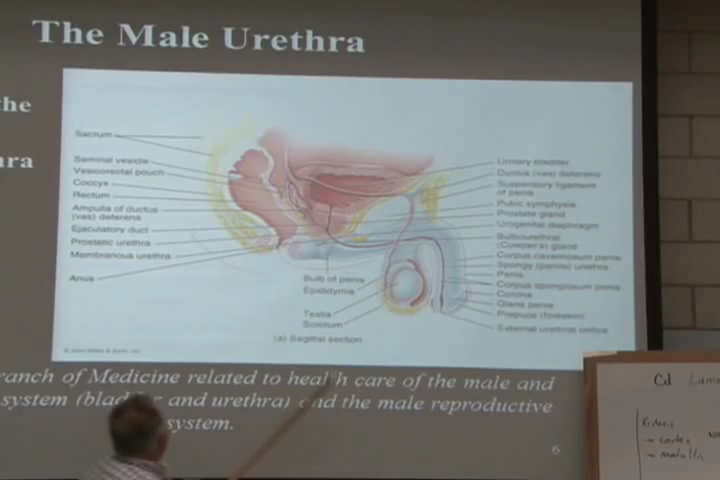 The Male Urethra
the
hra
Sacrum
Seminal vesicle
Vesicorectal pouch
Coccyx
Rectum
Ampulla of ductus
(vas) deferens
Ejaculatory duct
Prostatic urethra
Membranous urethra
Anus
Bulb of penis
Epididymis
Testis
Scrotum
(a) Sagittal section
Urinary bladder
Ductus (vas) deferens
Suspensory ligament
of penis
Pubic symphysis
Prostate gland
Urogenital diaphragm
Bulbourethral
(Cowper's) gland
Corpus cavernosum penis
Spongy (penile) urethra
Penis
Corpus spongiosum penis
Corona
Glans penis
Prepuce (foreskin)
External urethral orifice
ranch of Medicine related to health care of the male and
system (bladder and urethra) and the male reproductive
system.
6
Cd
Kidney
→ cortex
→ medulla